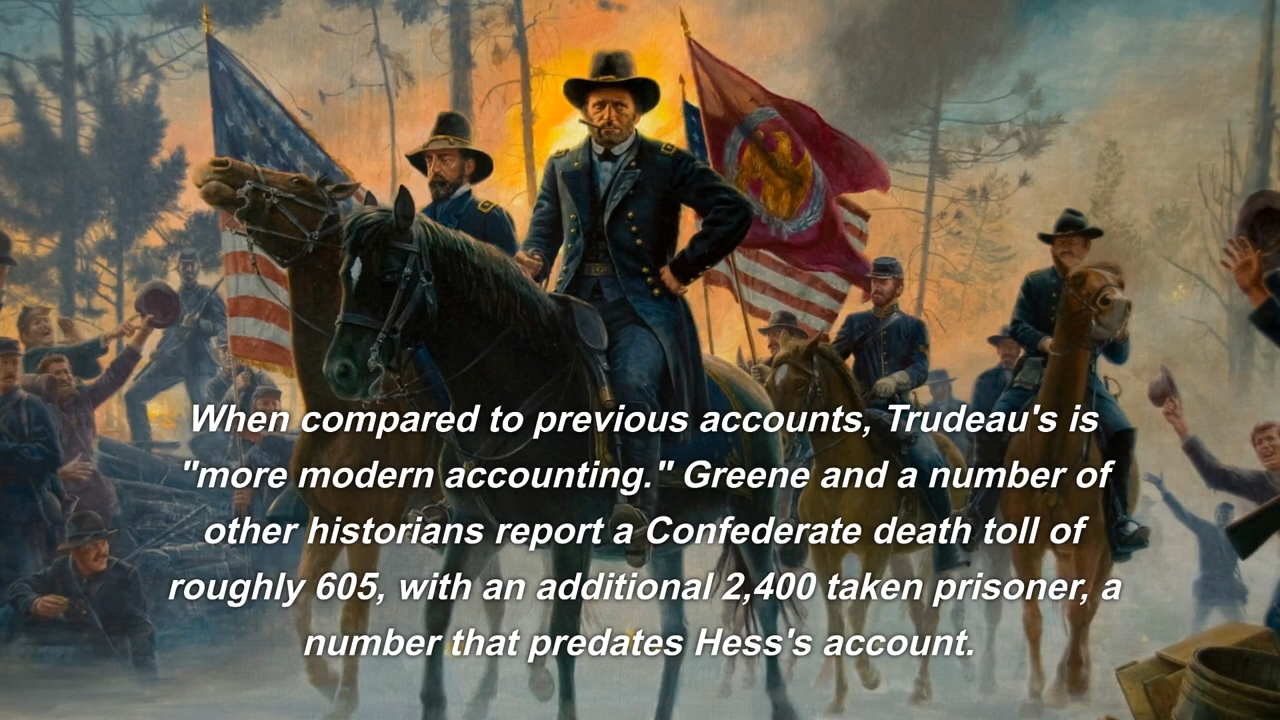 When compared to previous accounts, Trudeau's is
"more modern accounting." Greene and a number of
other historians report a Confederate death toll of
roughly 605, with an additional 2,400 taken prisoner, a
number that predates Hess's account.